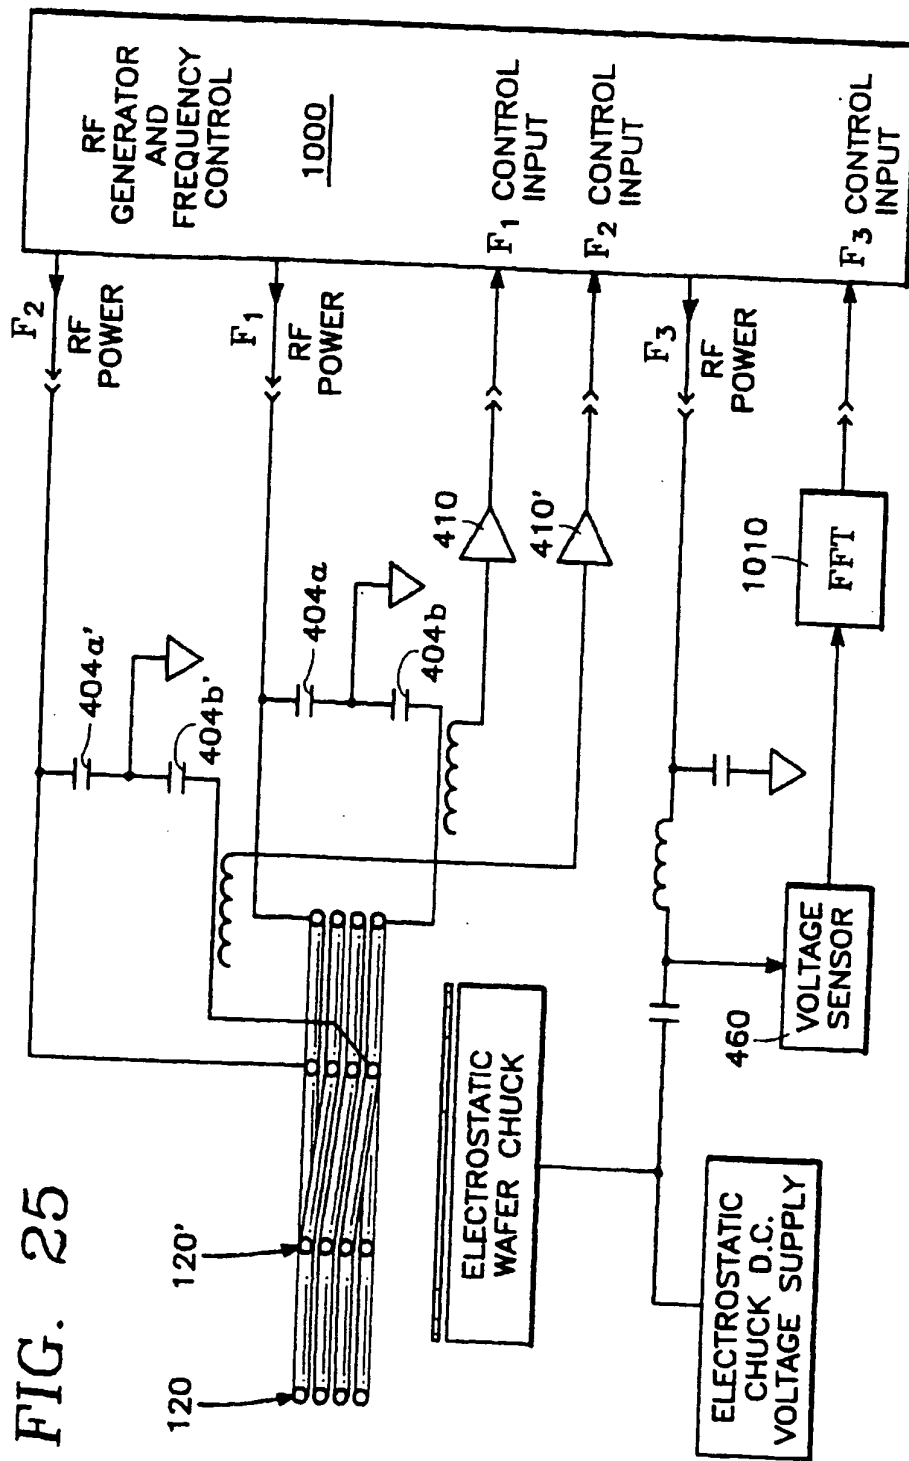 FIG. 25
RF
GENERATOR
AND
FREQUENCY
CONTROL
1000
F2
RF
POWER
F1
RF
POWER
F1 CONTROL
INPUT
F2 CONTROL
INPUT
F3
RF
POWER
F3 CONTROL
INPUT
404a'
404b'
404a
404b
410
410'
1010
FFT
120
120'
ELECTROSTATIC
WAFER CHUCK
460
VOLTAGE
SENSOR
ELECTROSTATIC
CHUCK D.C.
VOLTAGE SUPPLY